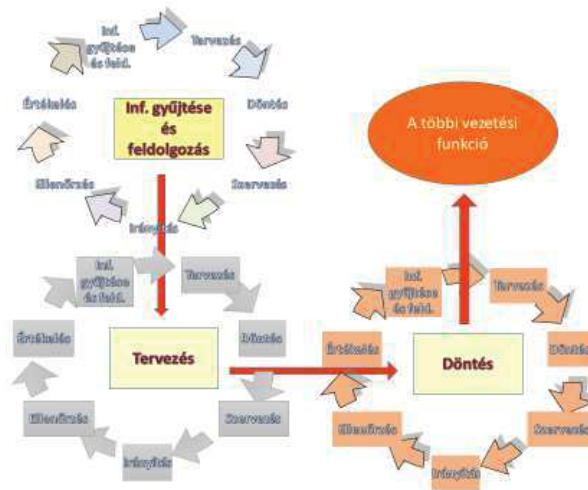 Inf.
gyűjtése
és feld.
Tervezés
Döntés
Szervezés
Irányítás
Ellenőrzés
Értékelés
Inf. gyűjtése
és
feldolgozás
A többi vezetési
funkció
Inf.
gyűjtése
és feld.
Tervezés
Döntés
Szervezés
Irányítás
Ellenőrzés
Értékelés
Tervezés
Inf.
gyűjtése
és feld.
Tervezés
Döntés
Szervezés
Irányítás
Ellenőrzés
Értékelés
Döntés